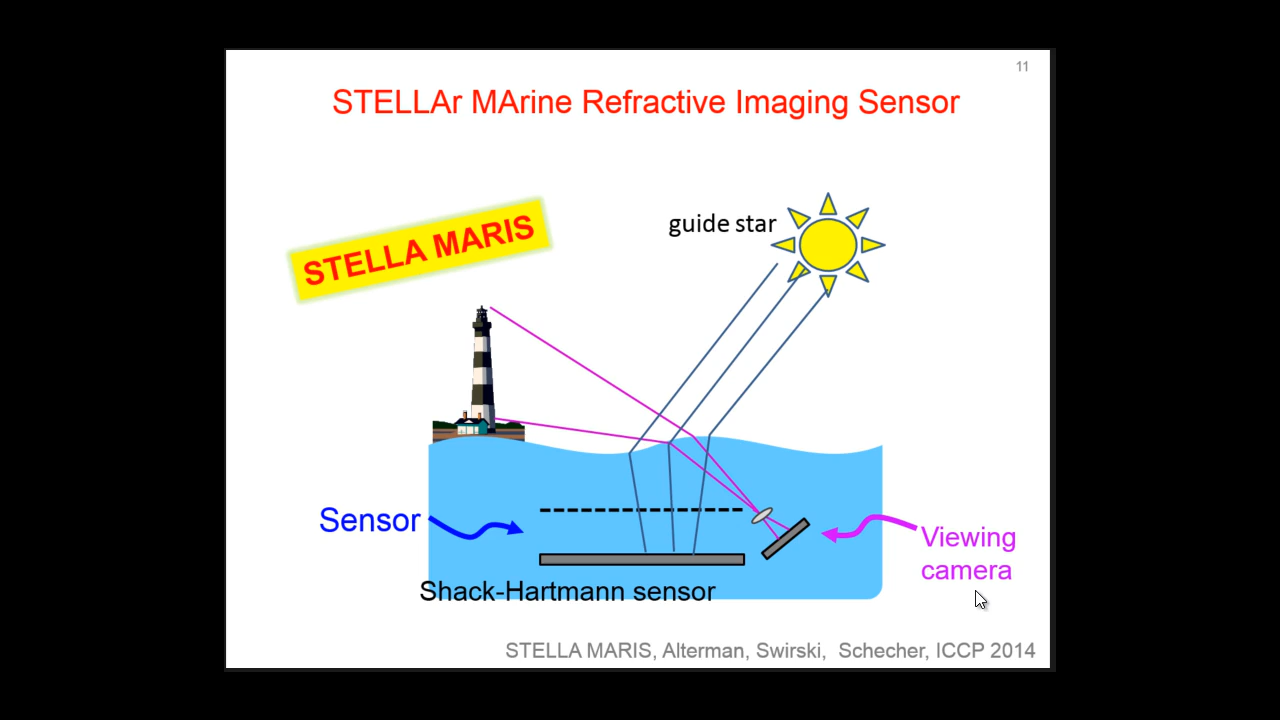 11
STELLAr MArine Refractive Imaging Sensor
STELLA MARIS
guide star
Sensor
Viewing
camera
Shack-Hartmann sensor
STELLA MARIS, Alterman, Swirski, Schecher, ICCP 2014